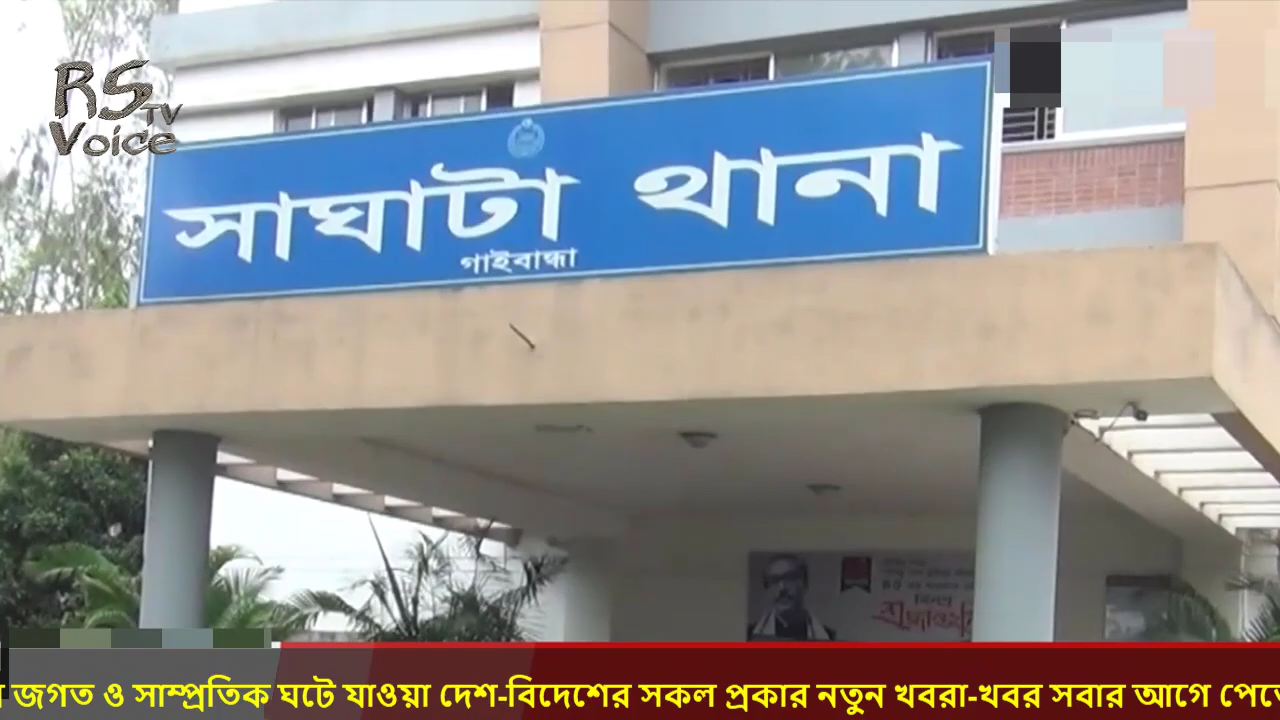 RS
TV
Voice
সাঘাটা থানা
গাইবান্ধা
জগত ও সাম্প্রতিক ঘটে যাওয়া দেশ-বিদেশের সকল প্রকার নতুন খবরা-খবর সবার আগে